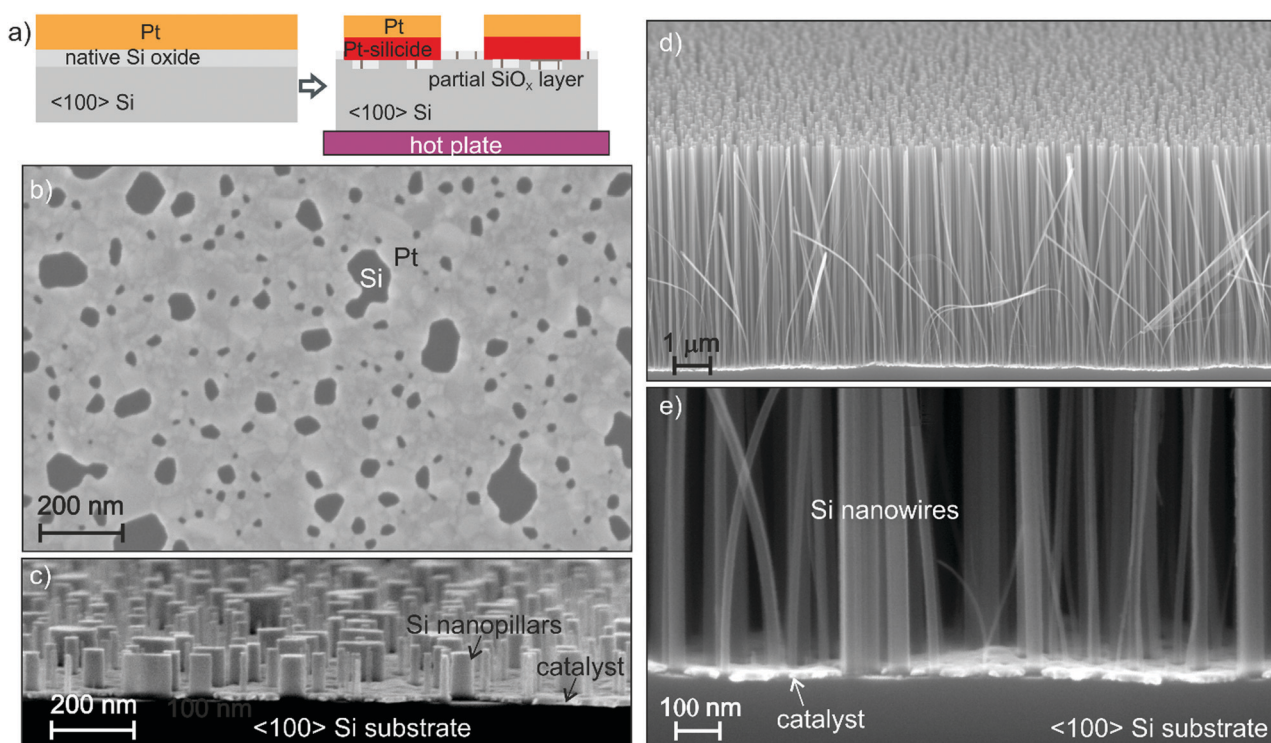 a)
Pt
native Si oxide
<100> Si
Pt
Pt-silicide
partial SiOₓ layer
<100> Si
hot plate
b)
Pt
Si
200 nm
c)
Si nanopillars
catalyst
200 nm
100 nm
<100> Si substrate
d)
1 μm
e)
Si nanowires
catalyst
100 nm
<100> Si substrate